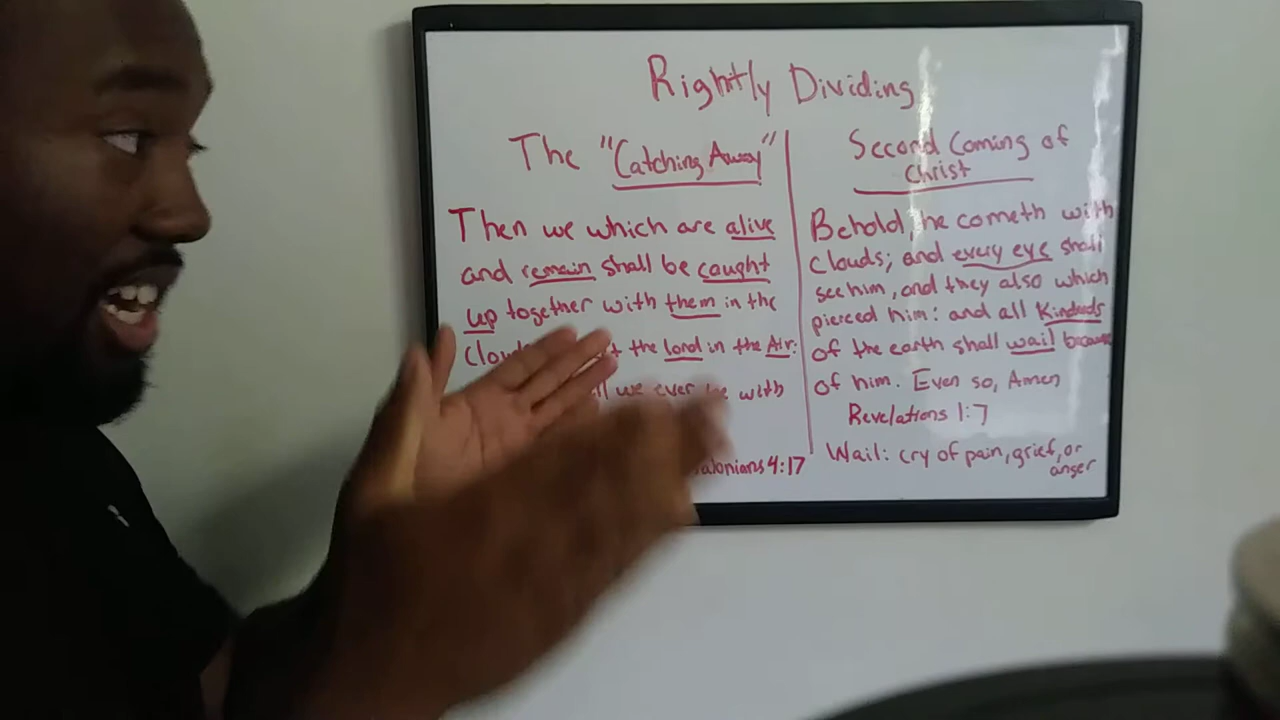 Rightly Dividing
The "Catching Away"
Then we which are alive
and remain shall be caught
up together with them in the
the lord in the Air:
we ever be with
4:17
Second Coming of
Christ
Behold, he cometh with
clouds; and every eye shall
see him, and they also which
pierced him: and all Kindreds
of the earth shall wail because
of him. Even so, Amen
Revelations 1:7
Wail: cry of pain, grief, or
anger